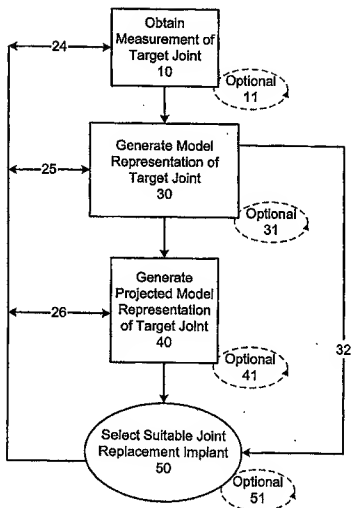 Obtain
Measurement of
Target Joint
10
24
Optional
11
Generate Model
Representation of
Target Joint
30
25
Optional
31
Generate
Projected Model
Representation
of Target Joint
40
26
Optional
41
32
Select Suitable Joint
Replacement Implant
50
Optional
51